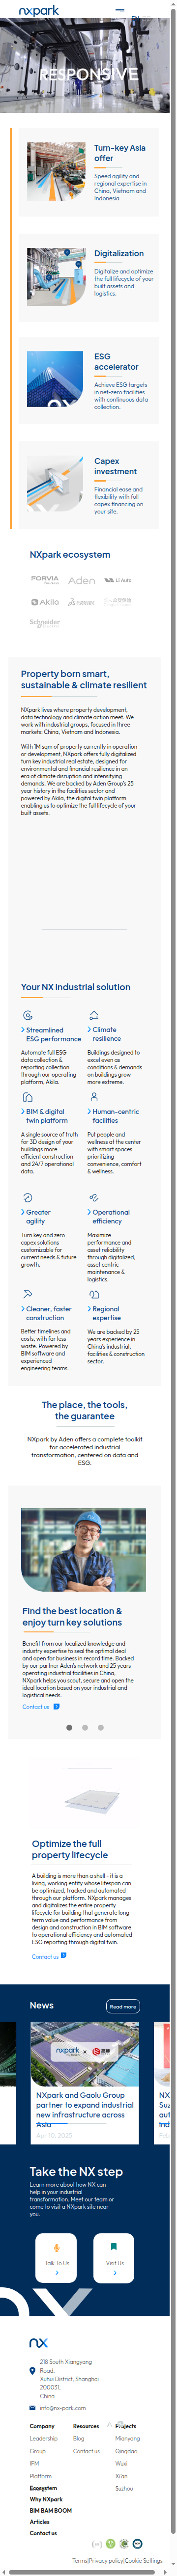 nxpark
EN
RESPONSIVE
Turn-key Asia
offer
Speed agility and
regional expertise in
China, Vietnam and
Indonesia
Digitalization
Digitalize and optimize
the full lifecycle of your
built assets and
logistics.
ESG
accelerator
Achieve ESG targets
in net-zero facilities
with continuous data
collection.
Capex
investment
Financial ease and
flexibility with full
capex financing on
your site.
NXpark ecosystem
FORVIA
Aden
Li Auto
Akila
Schneider
Property born smart,
sustainable & climate resilient
NXpark lives where property development,
data technology and climate action meet. We
work with industrial groups, focused in three
markets: China, Vietnam and Indonesia.
With 1M sqm of property currently in operation
or development, NXpark offers fully digitalized
turn key industrial real estate, designed for
environmental and financial resilience in an
era of climate disruption and intensifying
demands. We are backed by Aden Group's 25
year history in the facilities sector and
powered by Akila, the digital twin platform
enabling us to optimize the full lifecycle of our
built assets.
Your NX industrial solution
Streamlined
ESG performance
Automate full ESG
data collection &
reporting collection
through our operating
platform, Akila.
Climate
resilience
Buildings designed to
excel even as
conditions & demands
on buildings grow
more extreme.
BIM & digital
twin platform
A single source of truth
for 3D design of your
buildings more
efficient construction
and 24/7 operational
data.
Human-centric
facilities
Put people and
wellness at the center
with smart spaces
prioritizing
convenience, comfort
& wellness.
Greater
agility
Turn key and zero
capex solutions
customizable for
current needs & future
growth.
Operational
efficiency
Maximize
performance and
asset reliability
through digitalized,
asset centric
maintenance &
logistics.
Cleaner, faster
construction
Better timelines and
costs, with far less
waste. Powered by
BIM software and
experienced
engineering teams.
Regional
expertise
We are backed by 25
years experience in
China's industrial,
facilities & construction
sector.
The place, the tools,
the guarantee
NXpark by Aden offers a complete toolkit
for accelerated industrial
transformation, centered on data and
ESG.
Find the best location &
enjoy turn key solutions
Benefit from our localized knowledge and
industry expertise to seal the optimal deal
and open for business in record time. Backed
by our partner Aden's network and 25 years
operating industrial facilities in China,
NXpark helps you scout, secure and open the
ideal location based on your industrial and
logistical needs.
Contact us
Optimize the full
property lifecycle
A building is more than a shell – it is a
living, working entity whose lifespan can
be optimized, tracked and automated
through our platform. NXpark manages
and digitalizes the entire property
lifecycle for building that generate long-
term value and performance from
design and construction in BIM software
to operational efficiency and automated
ESG reporting through digital twin.
Contact us
News
Read more
nxpark × 高璐
NXpark and Gaolu Group
partner to expand industrial
new infrastructure across
Asia
Apr 10, 2025
NX
Take the NX step
Learn more about how NX can
help in your industrial
transformation. Meet our team or
come to visit a NXpark site near
you.
Talk To Us
Visit Us
nx
218 South Xiangyang
Road,
Xuhui District, Shanghai
200031,
China
info@nx-park.com
Company
Resources
Projects
Leadership
Blog
Mianyang
Group
Contact us
Qingdao
IFM
Wuxi
Platform
Xi'an
Ecosystem
Suzhou
Why NXpark
BIM BAM BOOM
Articles
Contact us
Terms|Privacy policy|Cookie Settings